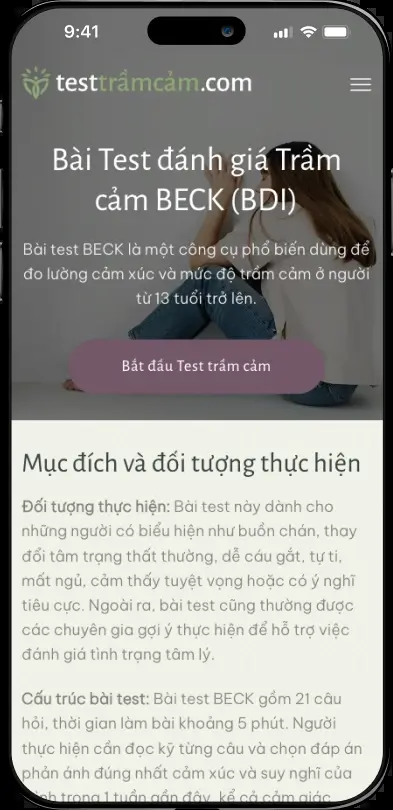 9:41
testtrầmcảm.com
Bài Test đánh giá Trầm
cảm BECK (BDI)
Bài test BECK là một công cụ phổ biến dùng để
đo lường cảm xúc và mức độ trầm cảm ở người
từ 13 tuổi trở lên.
Bắt đầu Test trầm cảm
Mục đích và đối tượng thực hiện
Đối tượng thực hiện: Bài test này dành cho
những người có biểu hiện như buồn chán, thay
đổi tâm trạng thất thường, dễ cáu gắt, tự ti,
mất ngủ, cảm thấy tuyệt vọng hoặc có ý nghĩ
tiêu cực. Ngoài ra, bài test cũng thường được
các chuyên gia gợi ý thực hiện để hỗ trợ việc
đánh giá tình trạng tâm lý.
Cấu trúc bài test: Bài test BECK gồm 21 câu
hỏi, thời gian làm bài khoảng 5 phút. Người
thực hiện cần đọc kỹ từng câu và chọn đáp án
phản ánh đúng nhất cảm xúc và suy nghĩ của
mình trong 1 tuần gần đây, kể cả cảm giác